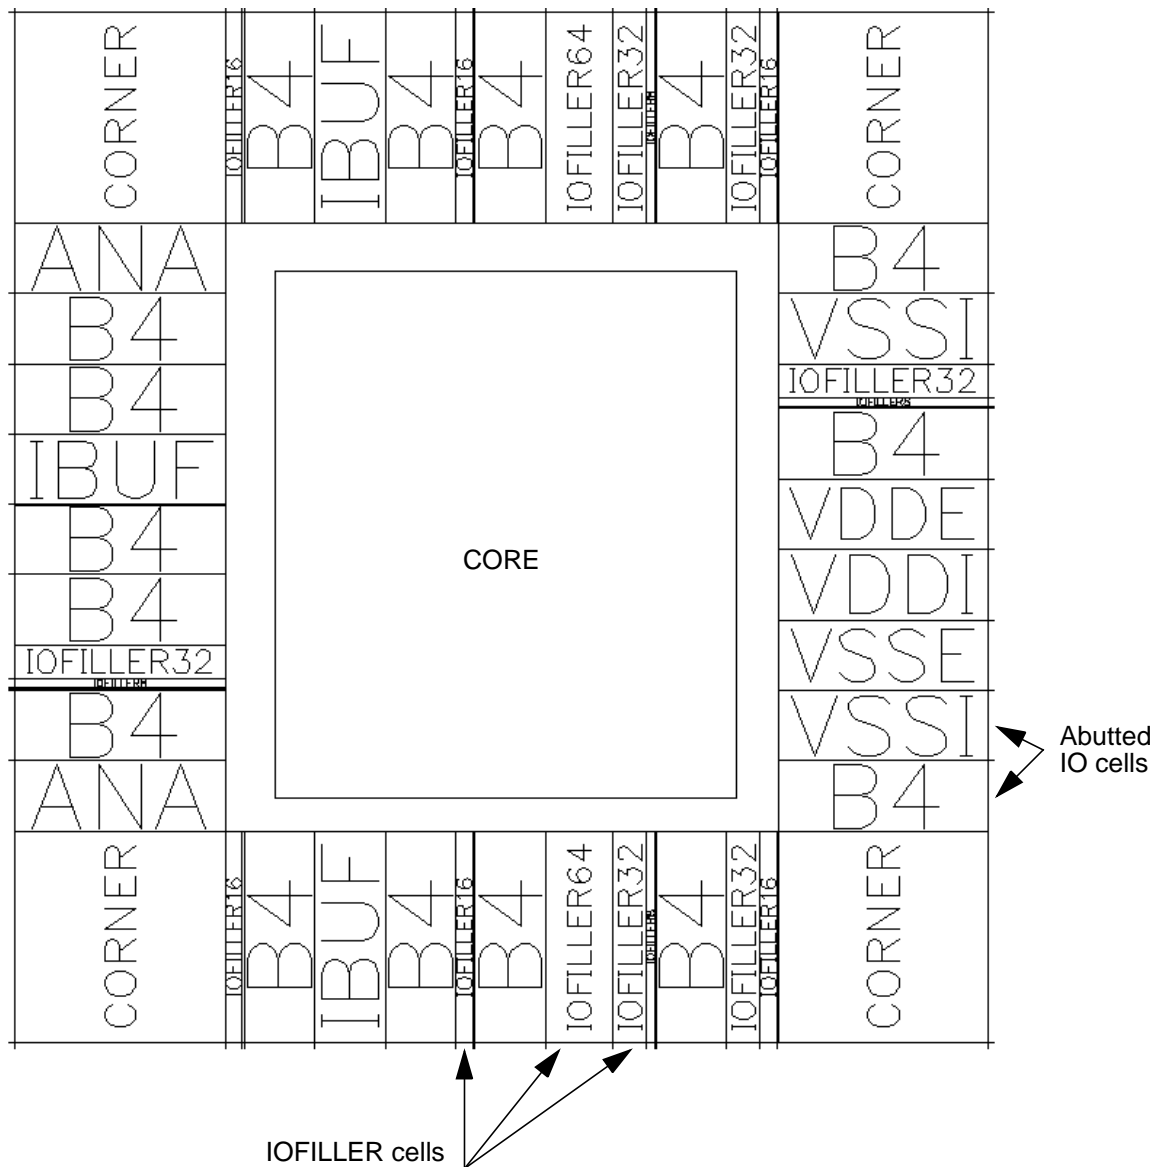 CORNER
IOFILLER16
B4
IBUF
B4
IOFILLER16
B4
IOFILLER64
IOFILLER32
B4
IOFILLER32
IOFILLER16
CORNER
ANA
B4
B4
IBUF
B4
B4
IOFILLER32
B4
ANA
CORE
B4
VSSI
IOFILLER32
IOFILLER8
B4
VDDE
VDDI
VSSE
VSSI
B4
Abutted
IO cells
CORNER
IOFILLER16
B4
IBUF
B4
IOFILLER16
B4
IOFILLER64
IOFILLER32
B4
IOFILLER32
IOFILLER16
CORNER
IOFILLER cells